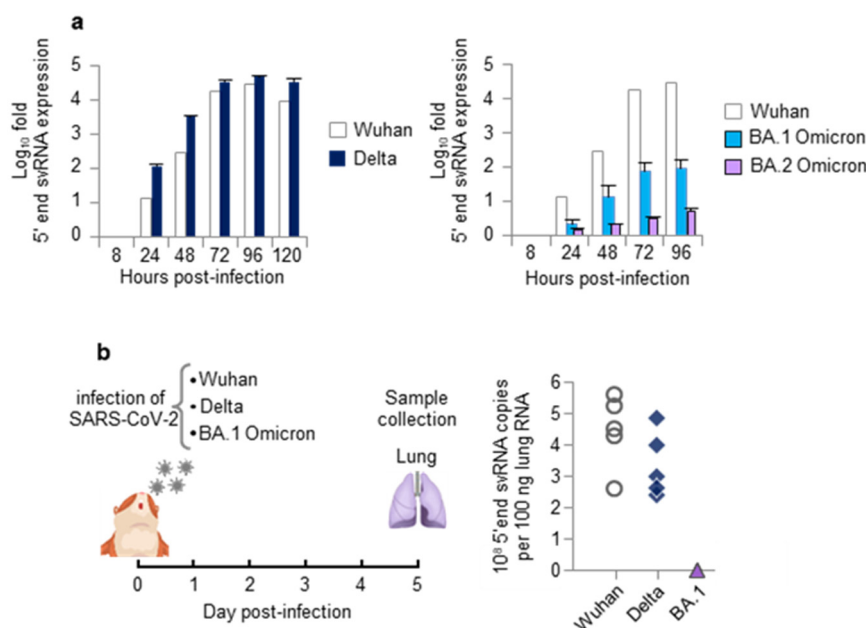 a
Log10 fold
5' end svRNA expression
5
4
3
2
1
0
8 24 48 72 96 120
Hours post-infection
Wuhan
Delta
Log10 fold
5' end svRNA expression
5
4
3
2
1
0
8 24 48 72 96
Hours post-infection
Wuhan
BA.1 Omicron
BA.2 Omicron
b
infection of
SARS-CoV-2
•Wuhan
•Delta
•BA.1 Omicron
Sample
collection
Lung
0 1 2 3 4 5
Day post-infection
10⁸ 5'end svRNA copies
per 100 ng lung RNA
6
5
4
3
2
1
0
Wuhan
Delta
BA.1